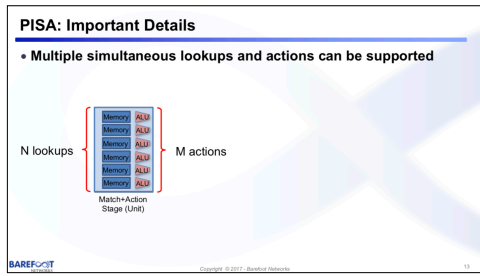 PISA: Important Details
• Multiple simultaneous lookups and actions can be supported
Memory ALU
Memory ALU
Memory ALU
Memory ALU
Memory ALU
Memory ALU
N lookups
M actions
Match+Action
Stage (Unit)
BAREFOOT
NETWORKS
Copyright © 2017 - Barefoot Networks
13